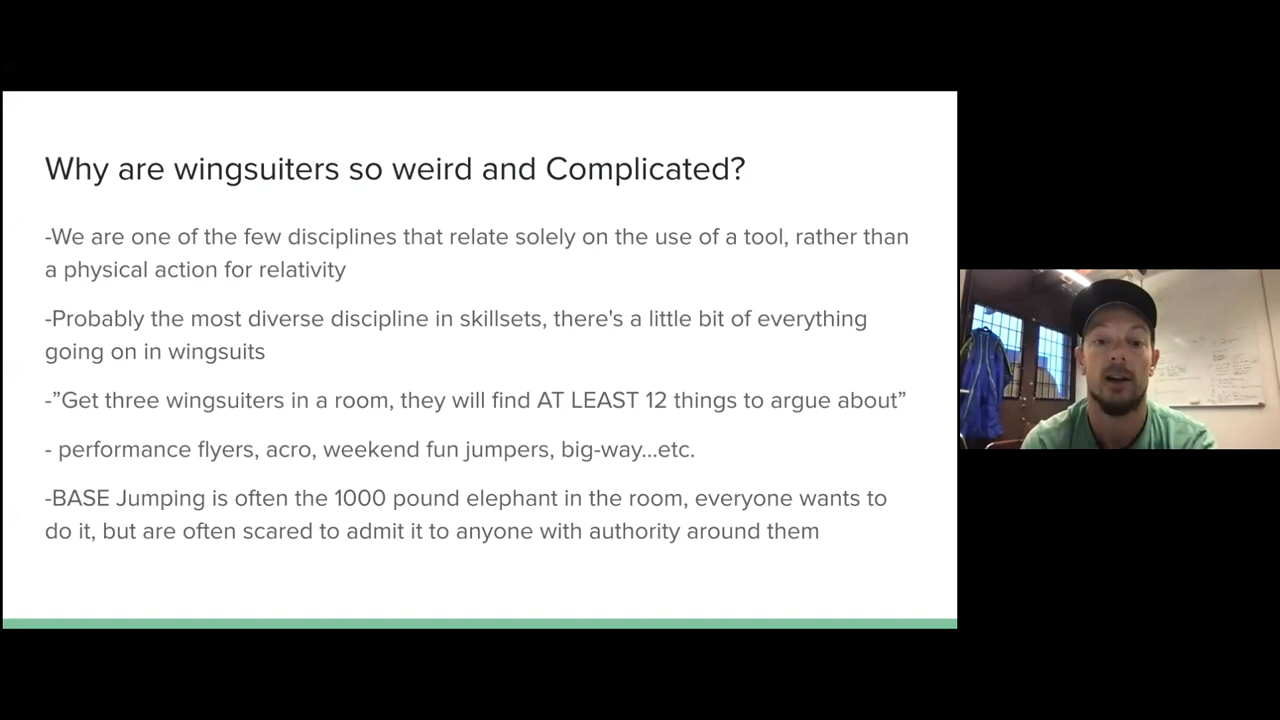 Why are wingsuiters so weird and Complicated?
-We are one of the few disciplines that relate solely on the use of a tool, rather than
a physical action for relativity
-Probably the most diverse discipline in skillsets, there's a little bit of everything
going on in wingsuits
-”Get three wingsuiters in a room, they will find AT LEAST 12 things to argue about”
- performance flyers, acro, weekend fun jumpers, big-way...etc.
-BASE Jumping is often the 1000 pound elephant in the room, everyone wants to
do it, but are often scared to admit it to anyone with authority around them